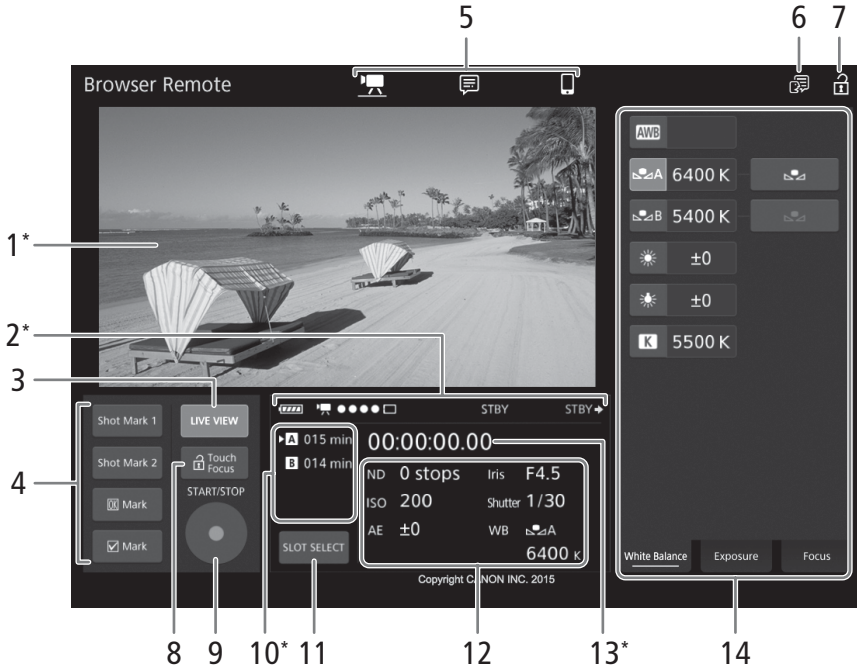 5
6
7
Browser Remote
AWB
A 6400 K
B 5400 K
±0
±0
K 5500 K
1*
2*
3
4
Shot Mark 1
LIVE VIEW
Shot Mark 2
Touch
Focus
OK Mark
START/STOP
Mark
STBY
STBY
A 015 min
00:00:00.00
B 014 min
ND 0 stops Iris F4.5
ISO 200 Shutter 1/30
AE ±0 WB A
6400 K
SLOT SELECT
Copyright CANON INC. 2015
White Balance Exposure Focus
8
9
10*
11
12
13*
14